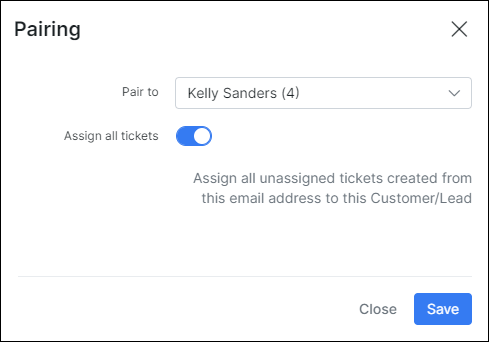 Pairing
Pair to
Kelly Sanders (4)
Assign all tickets
Assign all unassigned tickets created from
this email address to this Customer/Lead
Close
Save